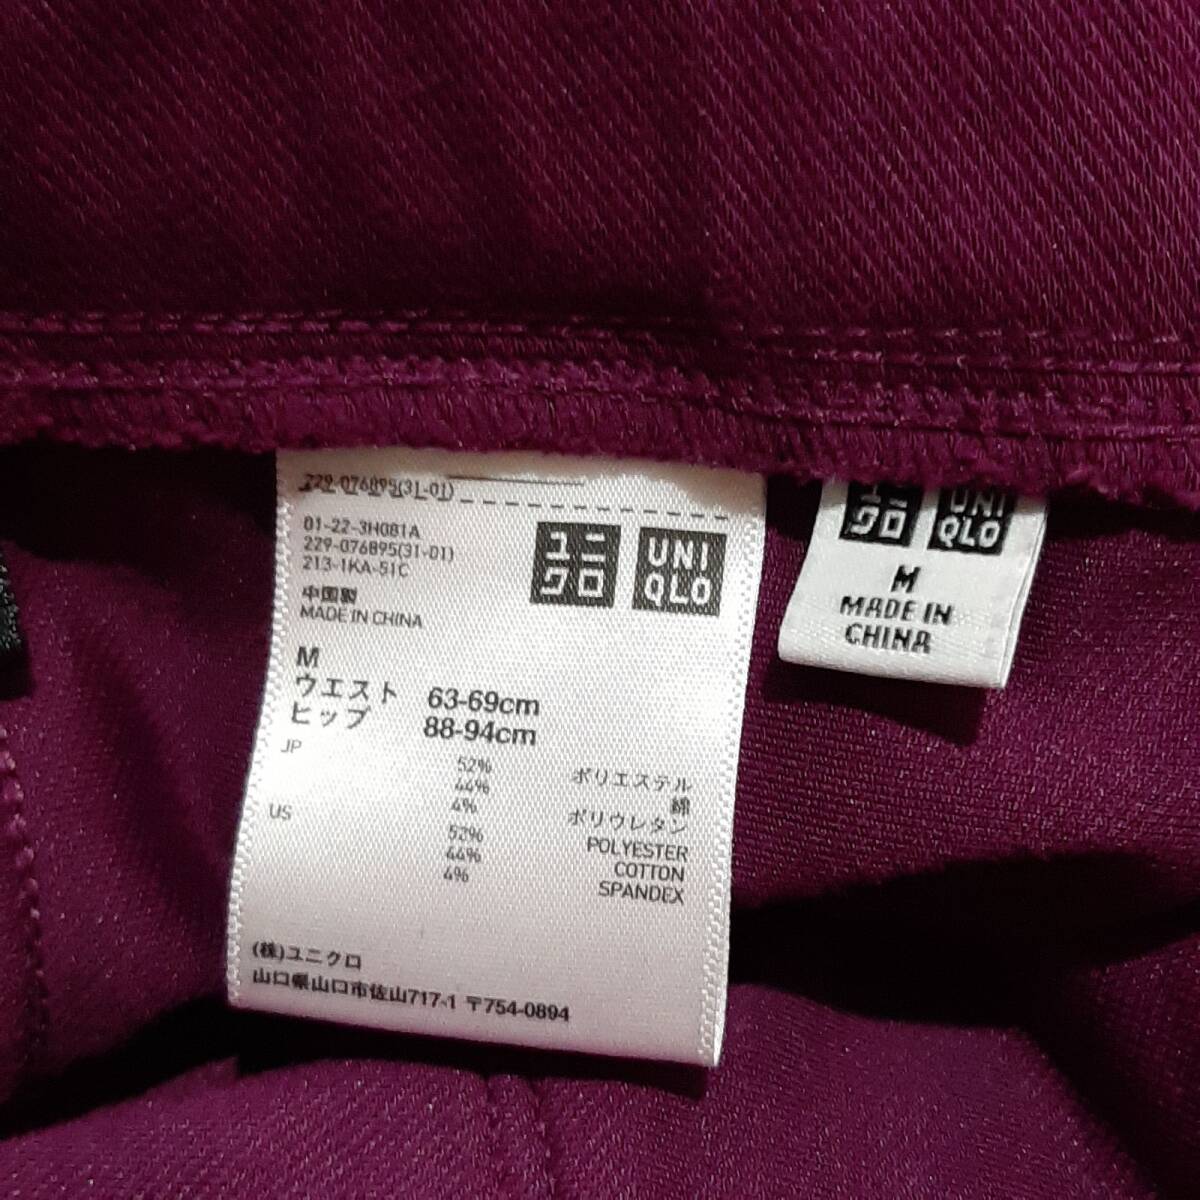 229-076895(31-01)
01-22-3H081A
229-076895(31-01)
213-1KA-51C
中国製
MADE IN CHINA
ユニ
クロ
UNI
QLO
M
ウエスト 63-69cm
ヒップ 88-94cm
JP
52% ポリエステル
44% 綿
4% ポリウレタン
US
52% POLYESTER
44% COTTON
4% SPANDEX
(株)ユニクロ
山口県山口市佐山717-1 〒754-0894
ユニ
クロ
UNI
QLO
M
MADE IN
CHINA